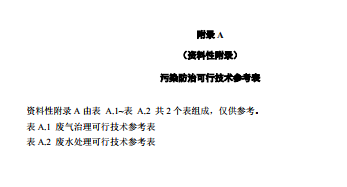 附录 A
（资料性附录）
污染防治可行技术参考表
资料性附录 A 由表 A.1~表 A.2 共 2 个表组成，仅供参考。
表 A.1 废气治理可行技术参考表
表 A.2 废水处理可行技术参考表